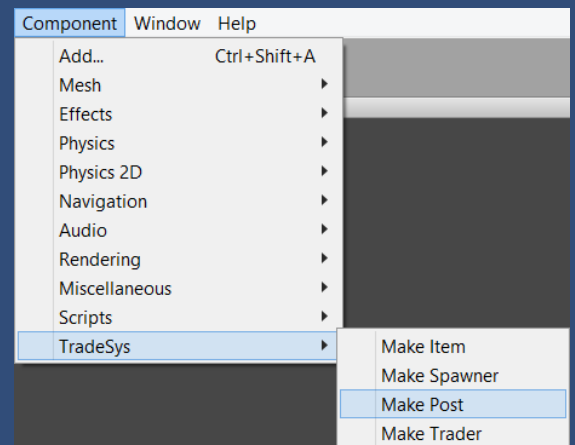 Component Window Help
Add... Ctrl+Shift+A
Mesh
Effects
Physics
Physics 2D
Navigation
Audio
Rendering
Miscellaneous
Scripts
TradeSys
Make Item
Make Spawner
Make Post
Make Trader